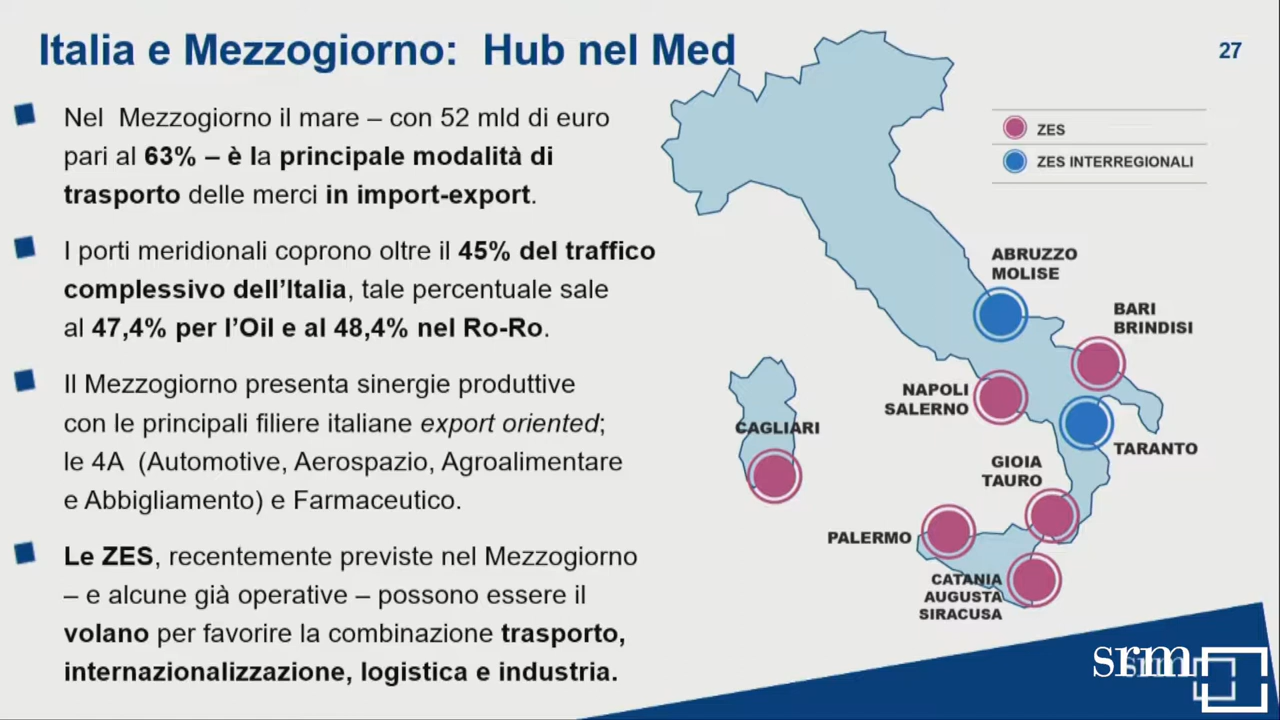 Italia e Mezzogiorno: Hub nel Med
27
Nel Mezzogiorno il mare – con 52 mld di euro
pari al 63% – è la principale modalità di
trasporto delle merci in import-export.
I porti meridionali coprono oltre il 45% del traffico
complessivo dell'Italia, tale percentuale sale
al 47,4% per l'Oil e al 48,4% nel Ro-Ro.
Il Mezzogiorno presenta sinergie produttive
con le principali filiere italiane export oriented;
le 4A (Automotive, Aerospazio, Agroalimentare
e Abbigliamento) e Farmaceutico.
Le ZES, recentemente previste nel Mezzogiorno
– e alcune già operative – possono essere il
volano per favorire la combinazione trasporto,
internazionalizzazione, logistica e industria.
ZES
ZES INTERREGIONALI
ABRUZZO
MOLISE
BARI
BRINDISI
NAPOLI
SALERNO
CAGLIARI
TARANTO
GIOIA
TAURO
PALERMO
CATANIA
AUGUSTA
SIRACUSA
srm
srm